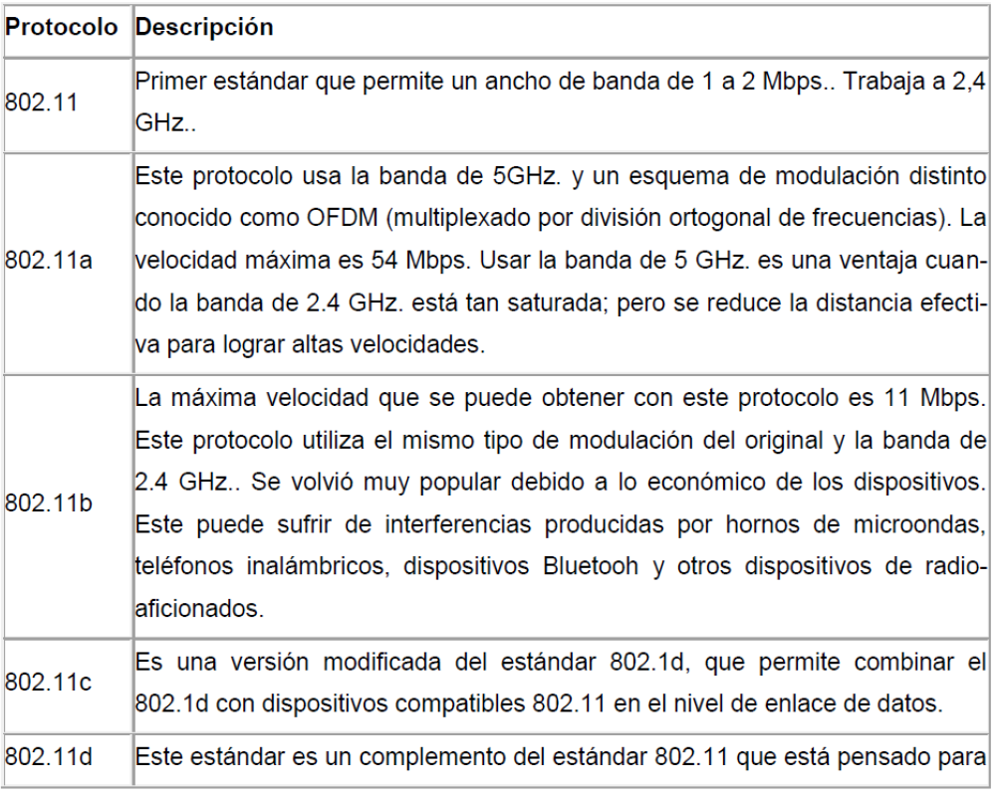 Protocolo Descripción
802.11
Primer estándar que permite un ancho de banda de 1 a 2 Mbps.. Trabaja a 2,4
GHz..
802.11a
Este protocolo usa la banda de 5GHz. y un esquema de modulación distinto
conocido como OFDM (multiplexado por división ortogonal de frecuencias). La
velocidad máxima es 54 Mbps. Usar la banda de 5 GHz. es una ventaja cuan-
do la banda de 2.4 GHz. está tan saturada; pero se reduce la distancia efecti-
va para lograr altas velocidades.
802.11b
La máxima velocidad que se puede obtener con este protocolo es 11 Mbps.
Este protocolo utiliza el mismo tipo de modulación del original y la banda de
2.4 GHz.. Se volvió muy popular debido a lo económico de los dispositivos.
Este puede sufrir de interferencias producidas por hornos de microondas,
teléfonos inalámbricos, dispositivos Bluetooh y otros dispositivos de radio-
aficionados.
802.11c
Es una versión modificada del estándar 802.1d, que permite combinar el
802.1d con dispositivos compatibles 802.11 en el nivel de enlace de datos.
802.11d
Este estándar es un complemento del estándar 802.11 que está pensado para